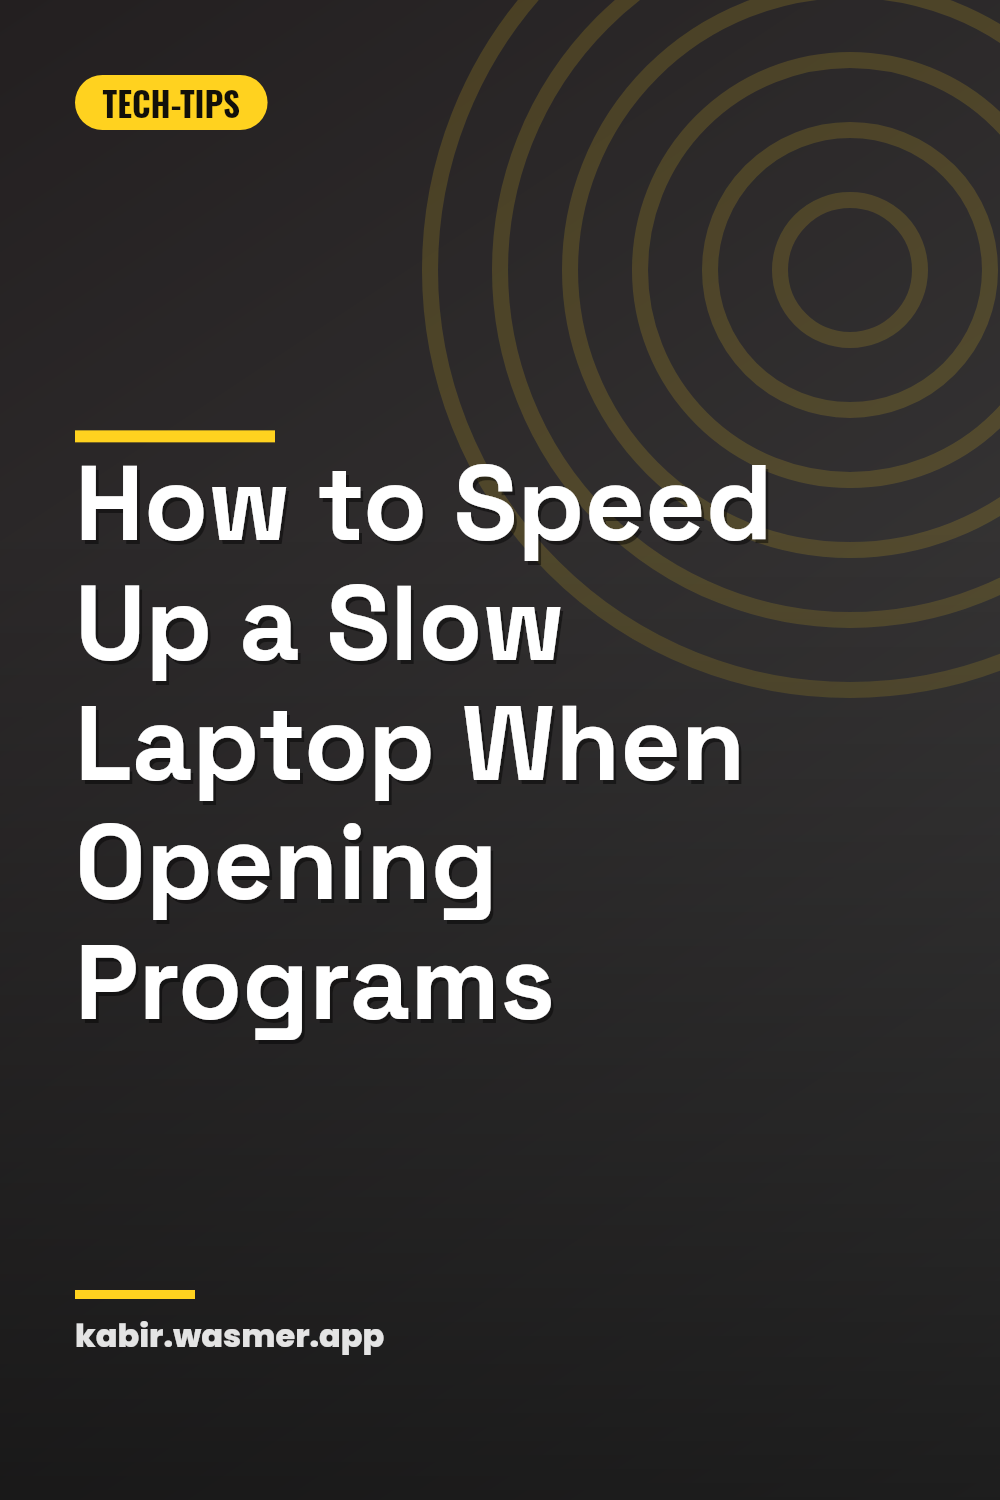 TECH-TIPS
How to Speed
Up a Slow
Laptop When
Opening
Programs
kabir.wasmer.app